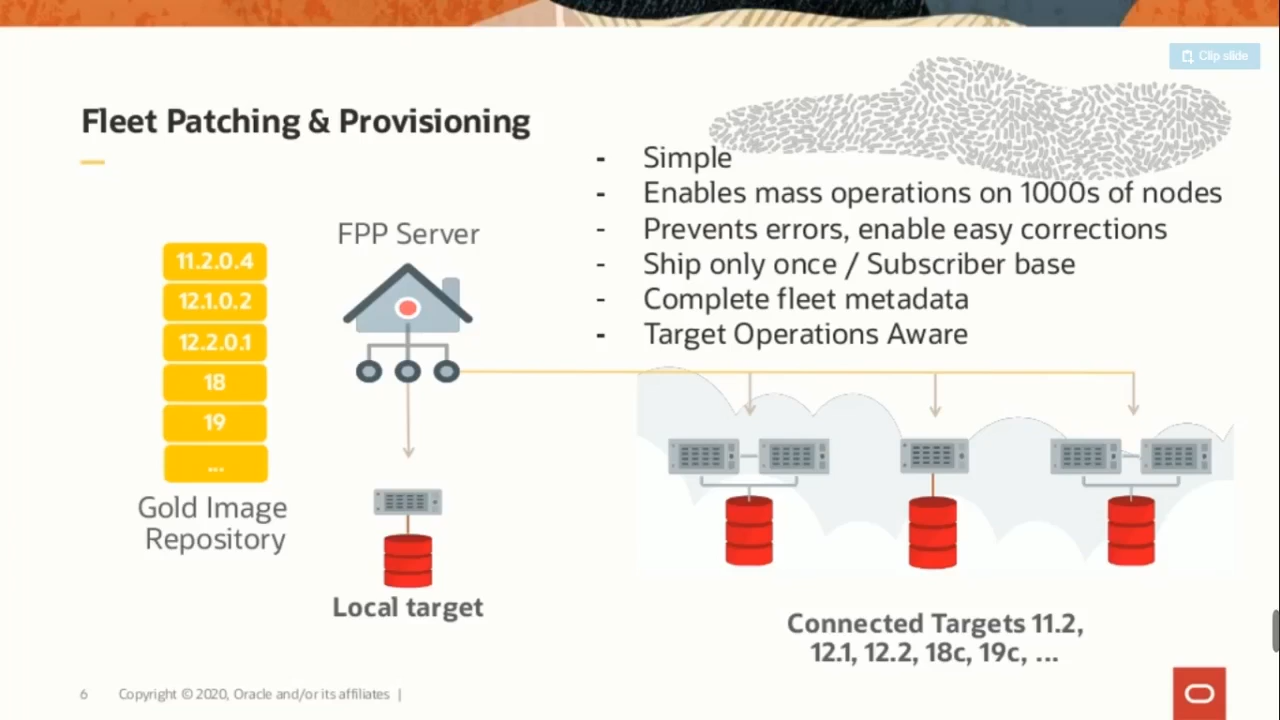 Clip slide
Fleet Patching & Provisioning
- Simple
- Enables mass operations on 1000s of nodes
- Prevents errors, enable easy corrections
- Ship only once / Subscriber base
- Complete fleet metadata
- Target Operations Aware
FPP Server
11.2.0.4
12.1.0.2
12.2.0.1
18
19
...
Gold Image
Repository
Local target
Connected Targets 11.2,
12.1, 12.2, 18c, 19c, ...
6 Copyright © 2020, Oracle and/or its affiliates |